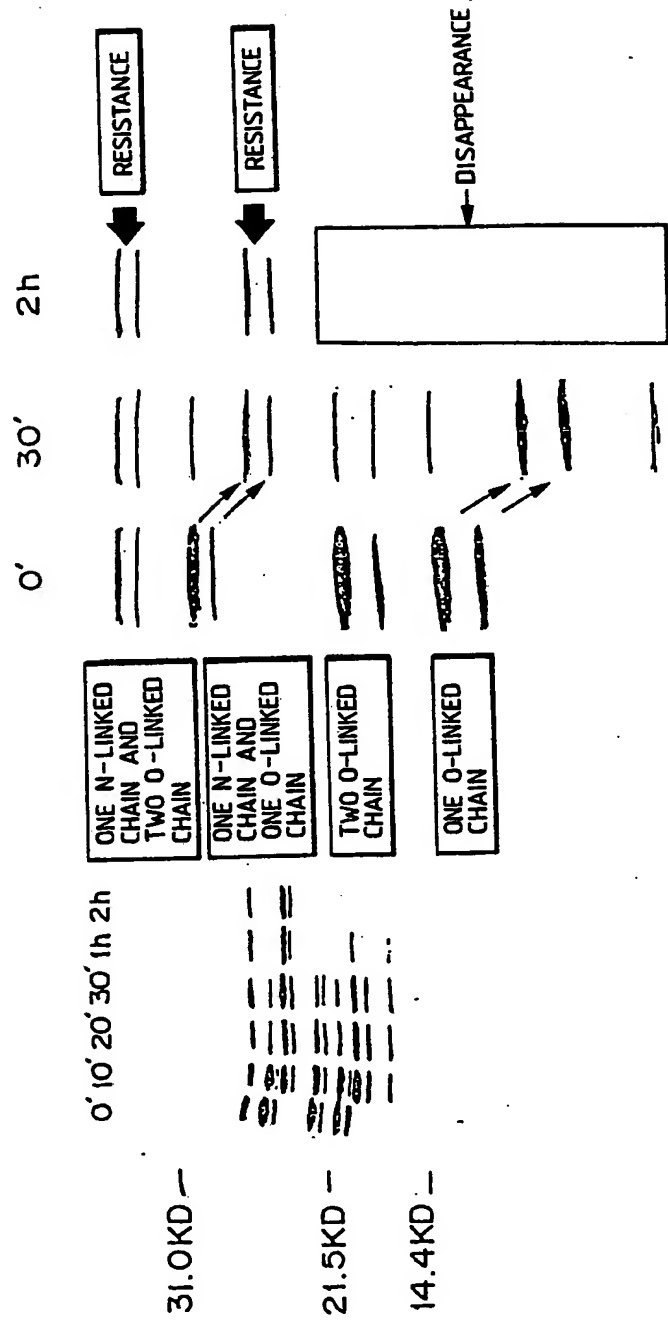 31.0KD
21.5KD
14.4KD
0' 10' 20' 30' 1h 2h
ONE N-LINKED
CHAIN AND
TWO O-LINKED
CHAIN
ONE N-LINKED
CHAIN AND
ONE O-LINKED
CHAIN
TWO O-LINKED
CHAIN
ONE O-LINKED
CHAIN
0'
30'
2h
RESISTANCE
RESISTANCE
DISAPPEARANCE